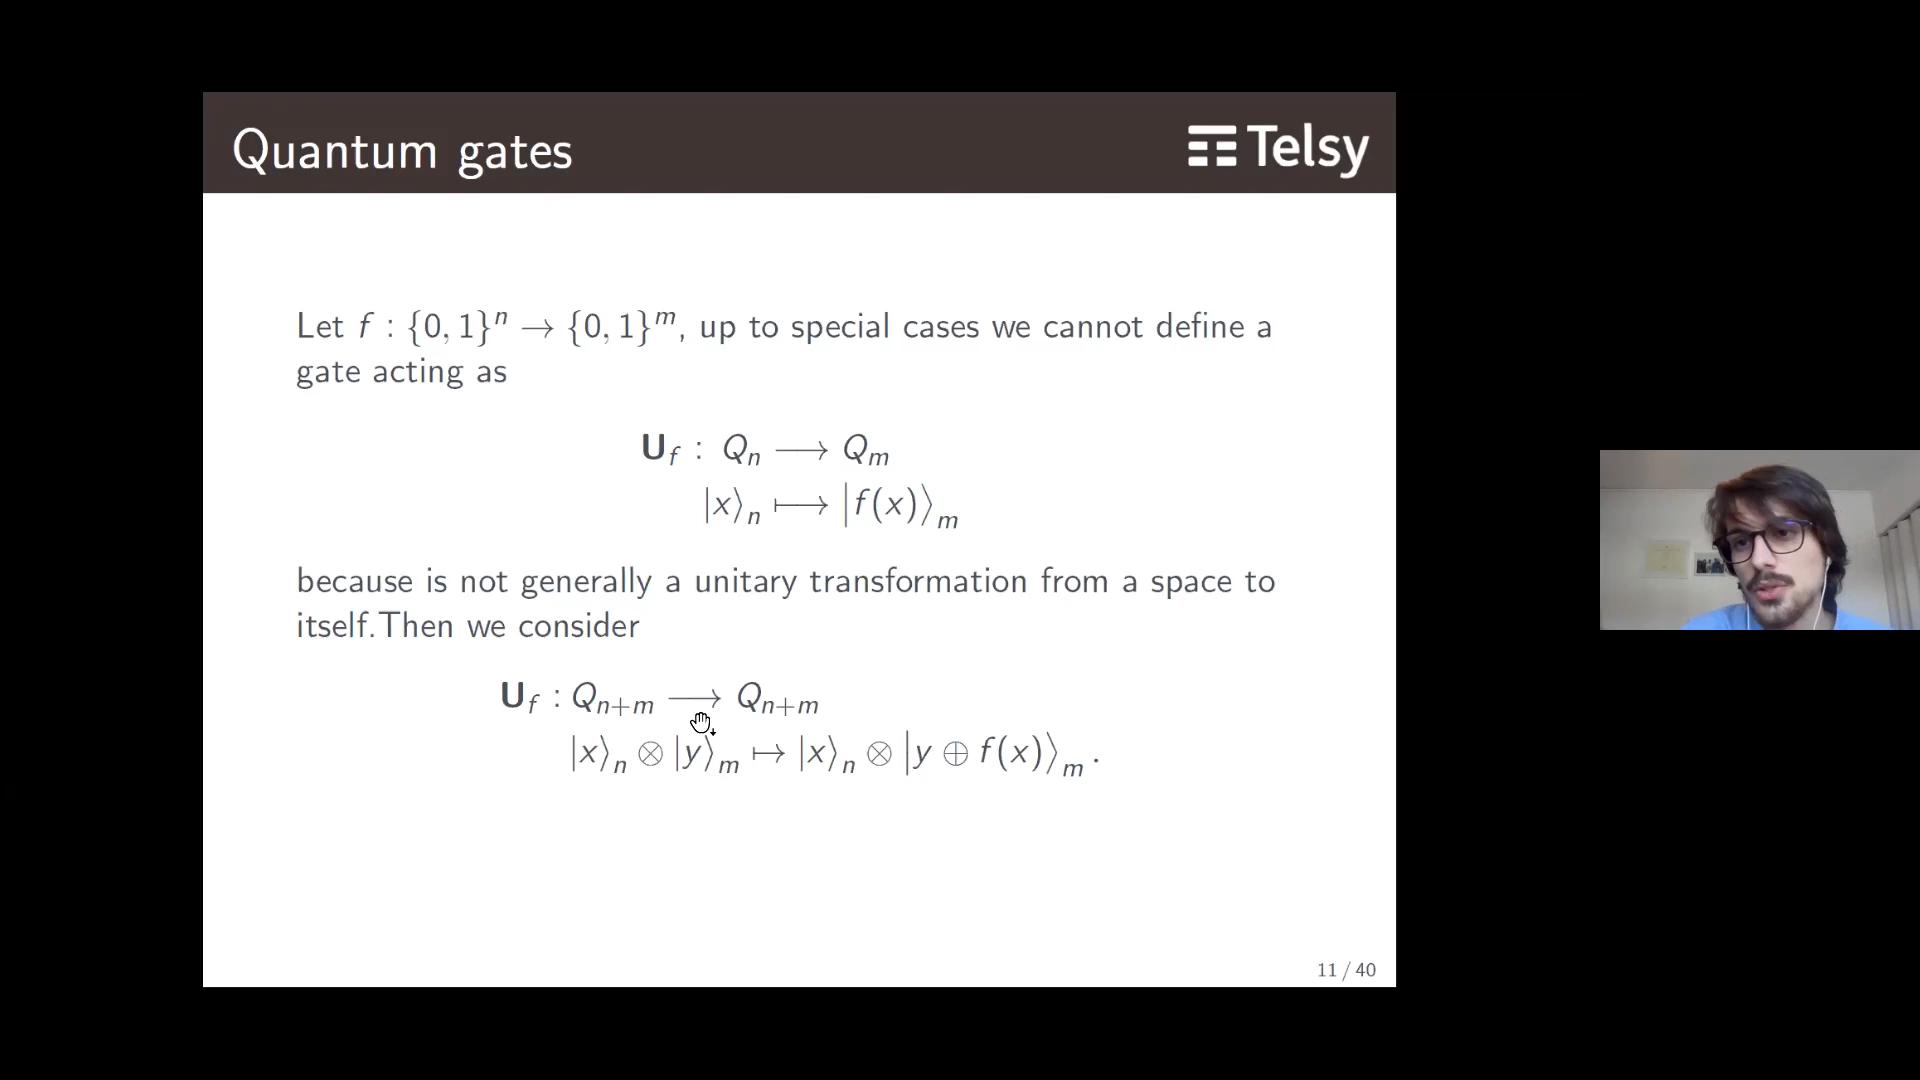 Quantum gates
Telsy
Let f : {0, 1}ⁿ → {0, 1}ᵐ, up to special cases we cannot define a
gate acting as
U_f : Q_n ⟶ Q_m
|x⟩_n ⟼ |f(x)⟩_m
because is not generally a unitary transformation from a space to
itself.Then we consider
U_f : Q_{n+m} ⟶ Q_{n+m}
|x⟩_n ⊗ |y⟩_m ↦ |x⟩_n ⊗ |y ⊕ f(x)⟩_m .
11 / 40